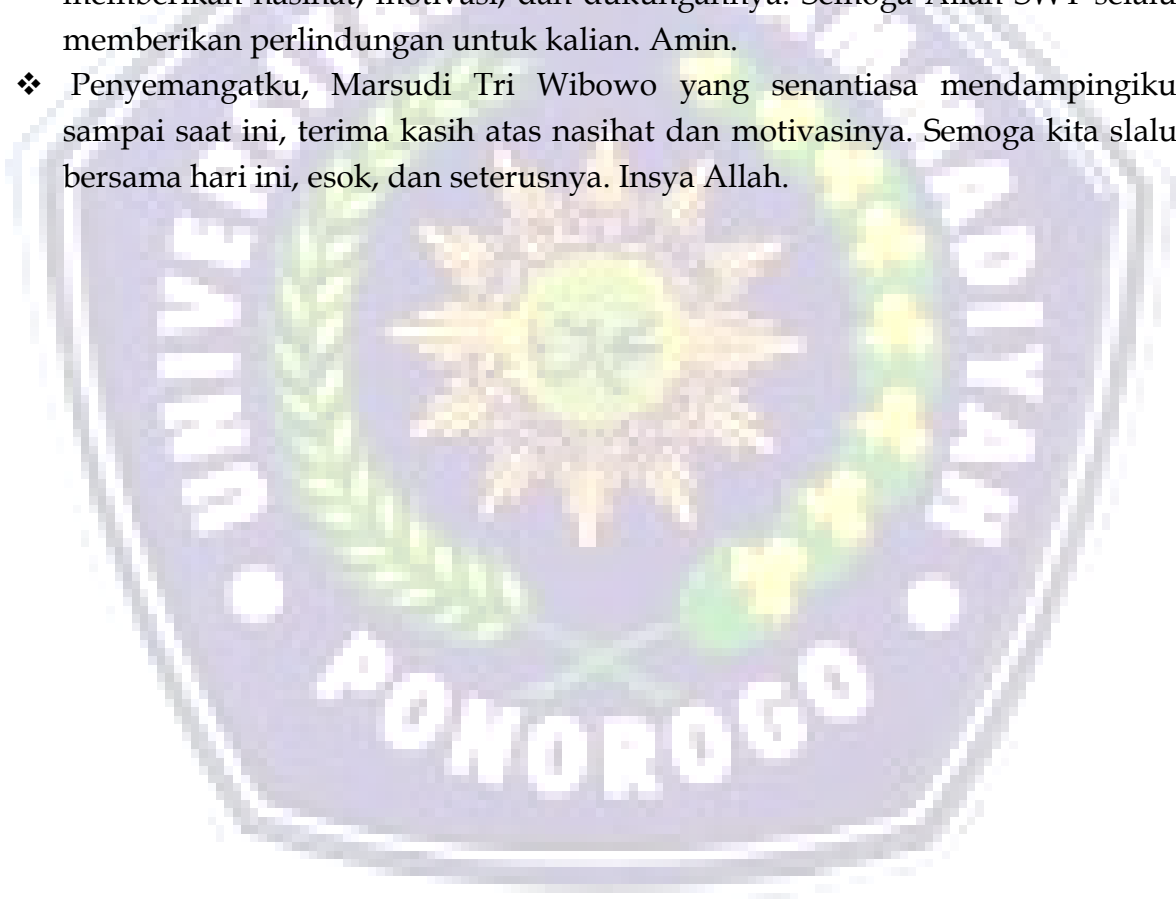 memberikan nasihat, motivasi, dan dukungannya. Semoga Allah SWT selalu
memberikan perlindungan untuk kalian. Amin.
❖ Penyemangatku, Marsudi Tri Wibowo yang senantiasa mendampingiku
sampai saat ini, terima kasih atas nasihat dan motivasinya. Semoga kita slalu
bersama hari ini, esok, dan seterusnya. Insya Allah.
PONOROGO